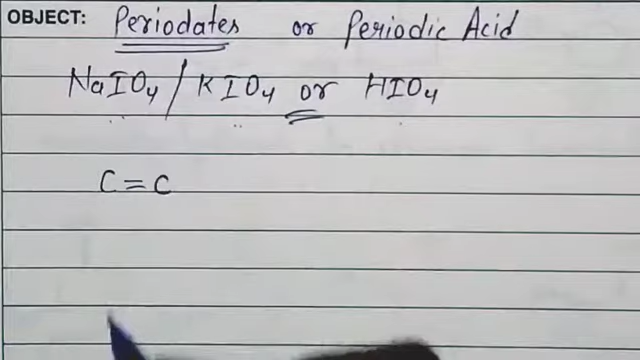 OBJECT: Periodates or Periodic Acid
NaIO₄ / KIO₄ or HIO₄
C=C